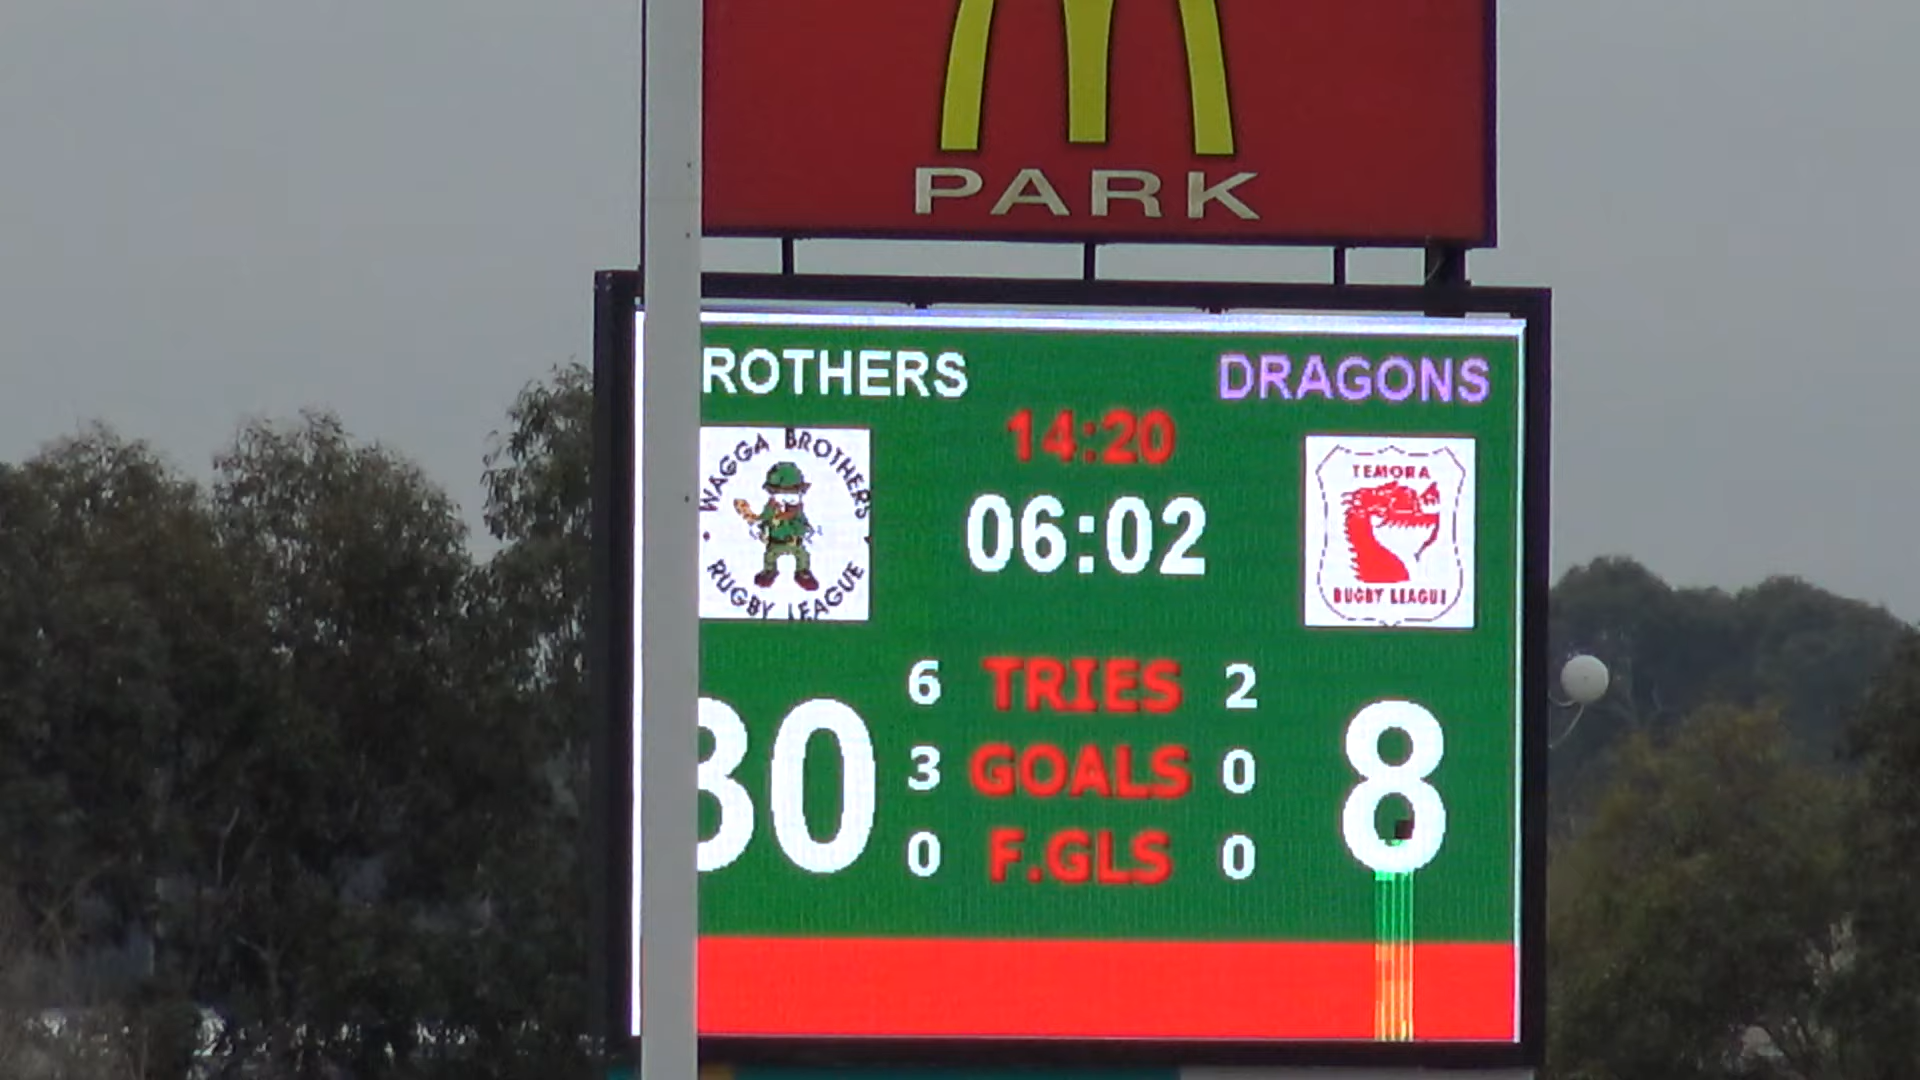 PARK
ROTHERS DRAGONS
14:20
WAGGA BROTHERS
RUGBY LEAGUE
06:02
TEMORA
RUGBY LEAGUE
6 TRIES 2
30 3 GOALS 0 8
0 F.GLS 0